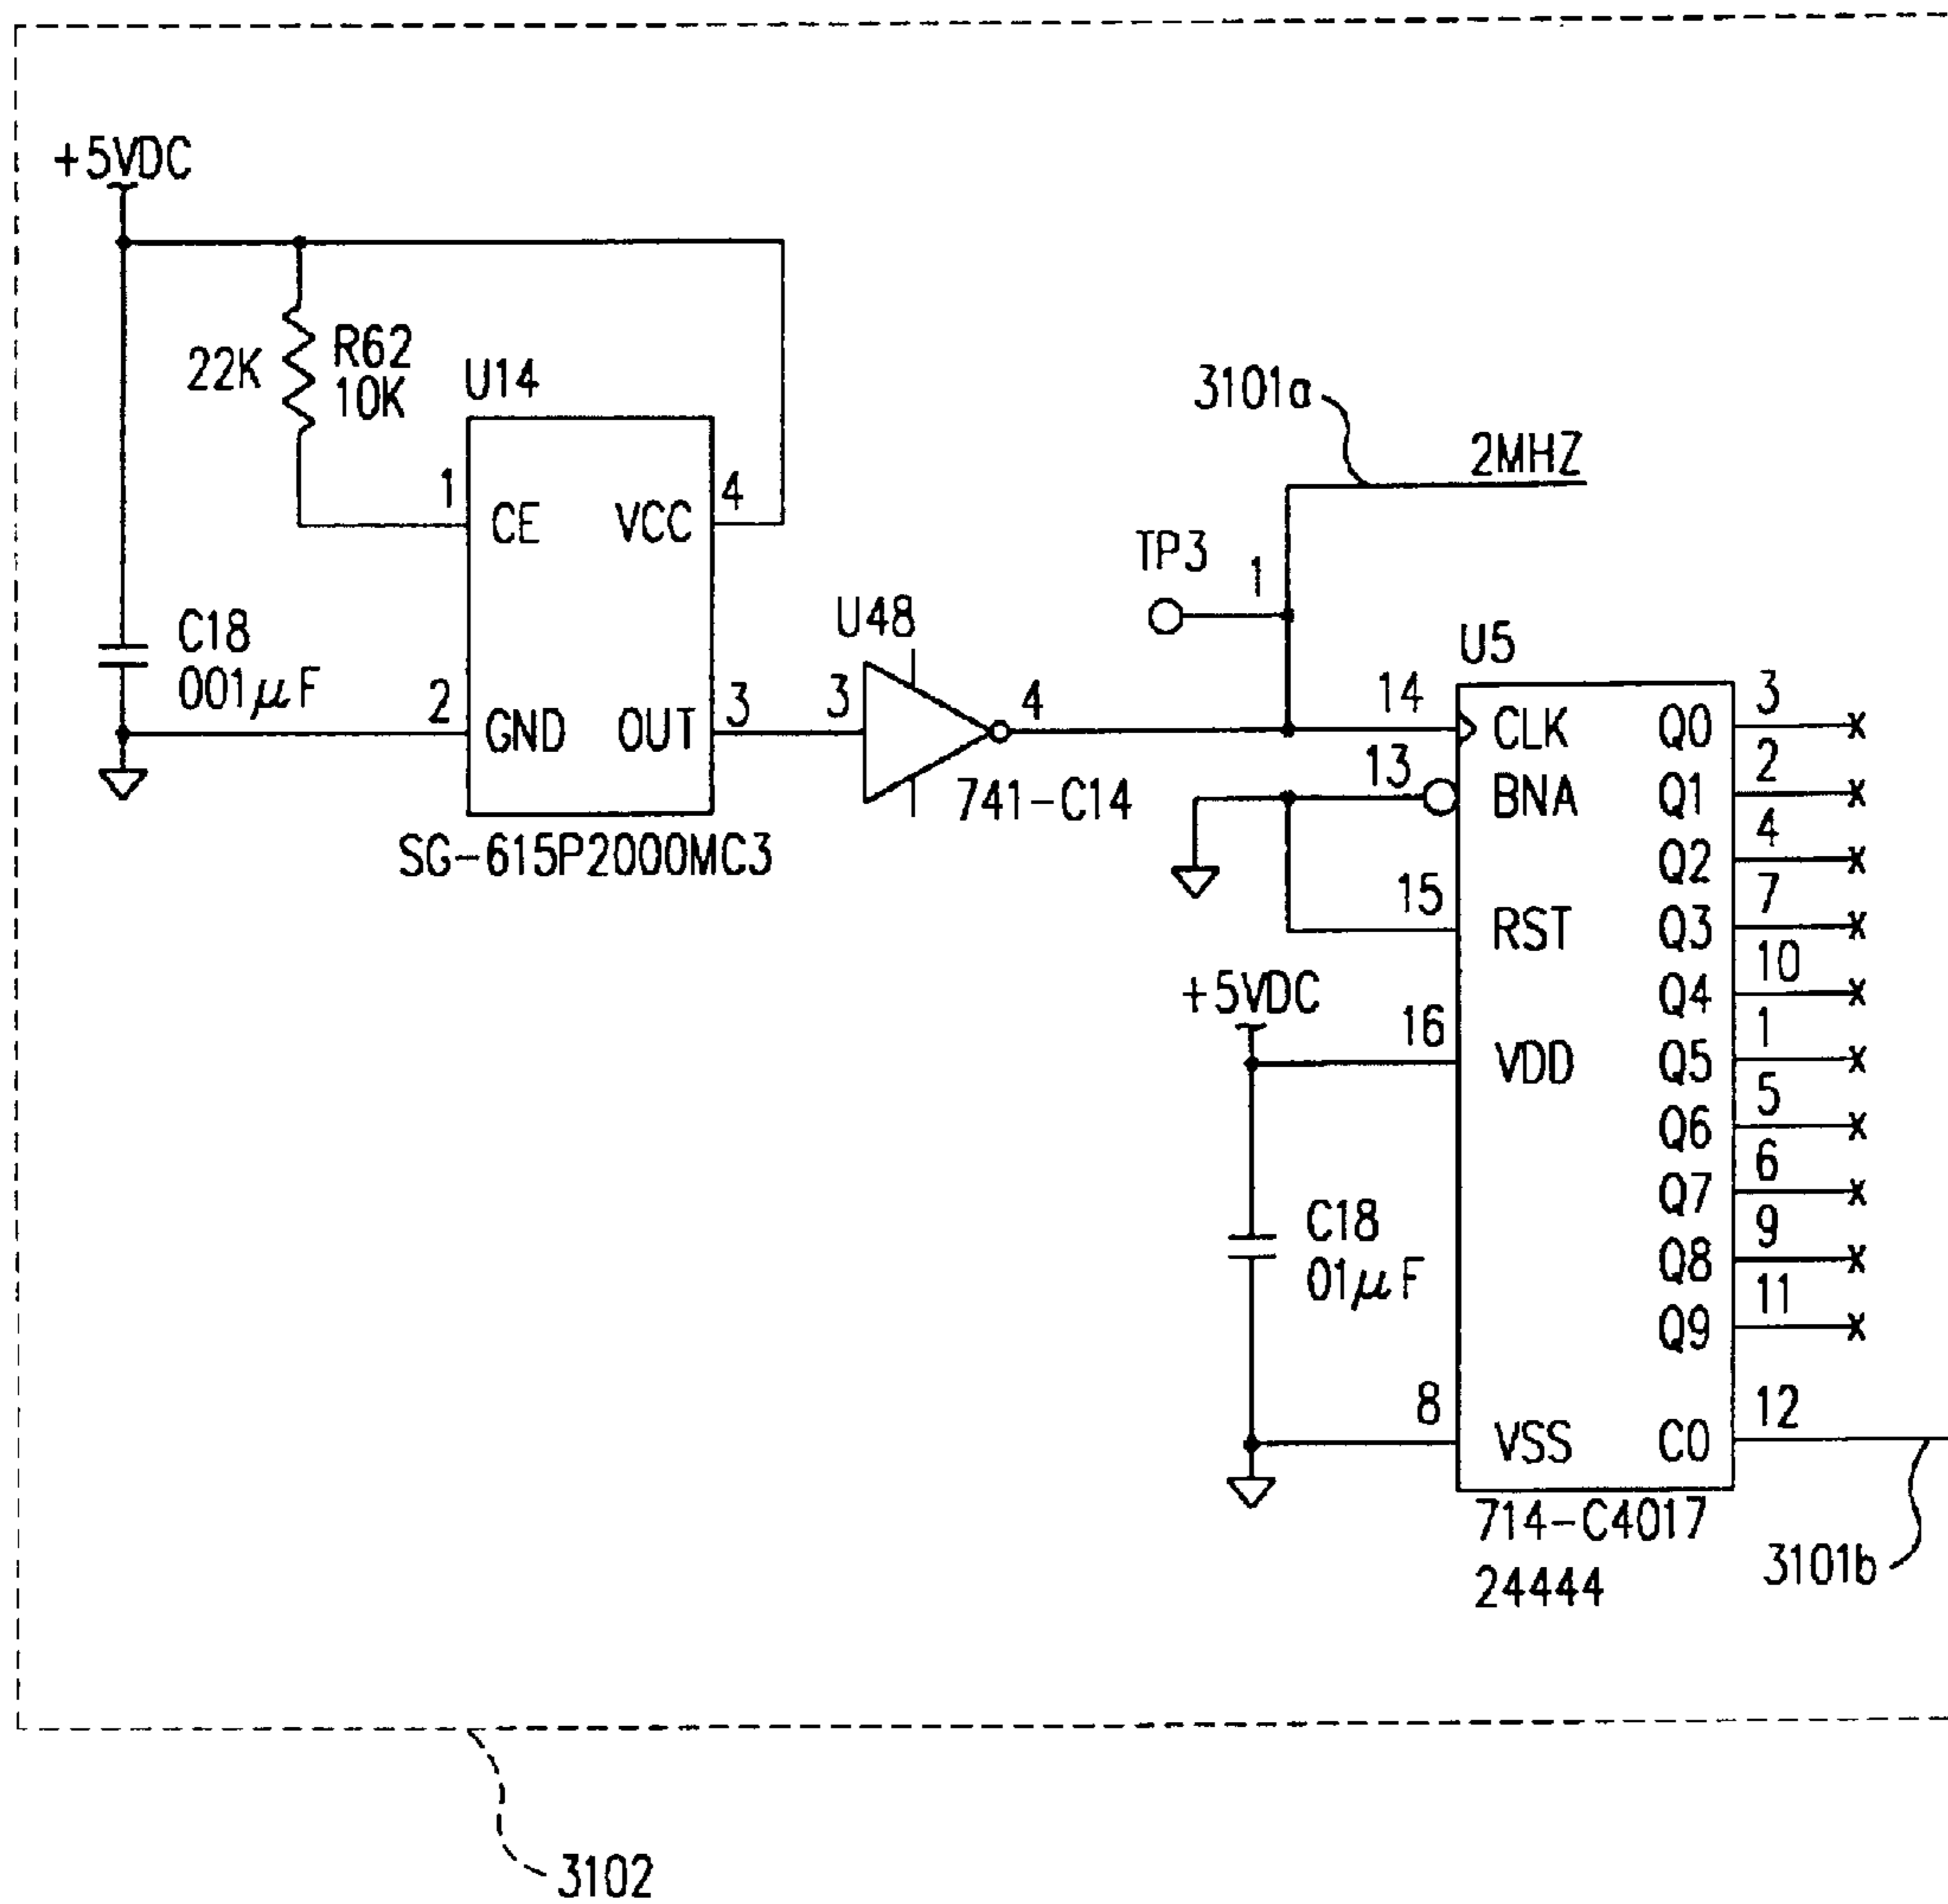 +5VDC
22K
R62
10K
U14
1
CE
VCC
4
C18
001µF
2
GND
OUT
3
SG-615P2000MC3
U48
3
4
741-C14
3101a
2MHZ
TP3
1
U5
14
CLK
Q0
3
13
BNA
Q1
2
Q2
4
15
RST
Q3
7
+5VDC
16
VDD
Q4
10
Q5
1
Q6
5
Q7
6
C18
01µF
Q8
9
Q9
11
8
VSS
CO
12
714-C4017
24444
3101b
3102